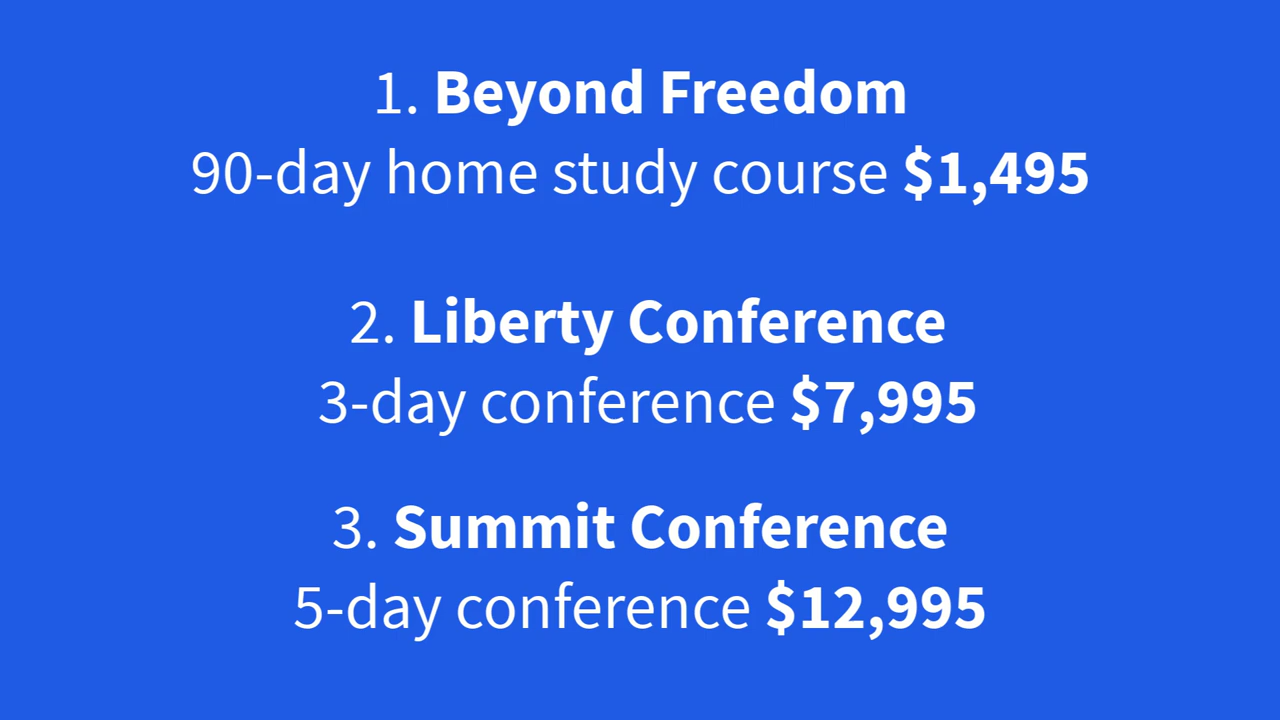 1. Beyond Freedom
90-day home study course $1,495
2. Liberty Conference
3-day conference $7,995
3. Summit Conference
5-day conference $12,995